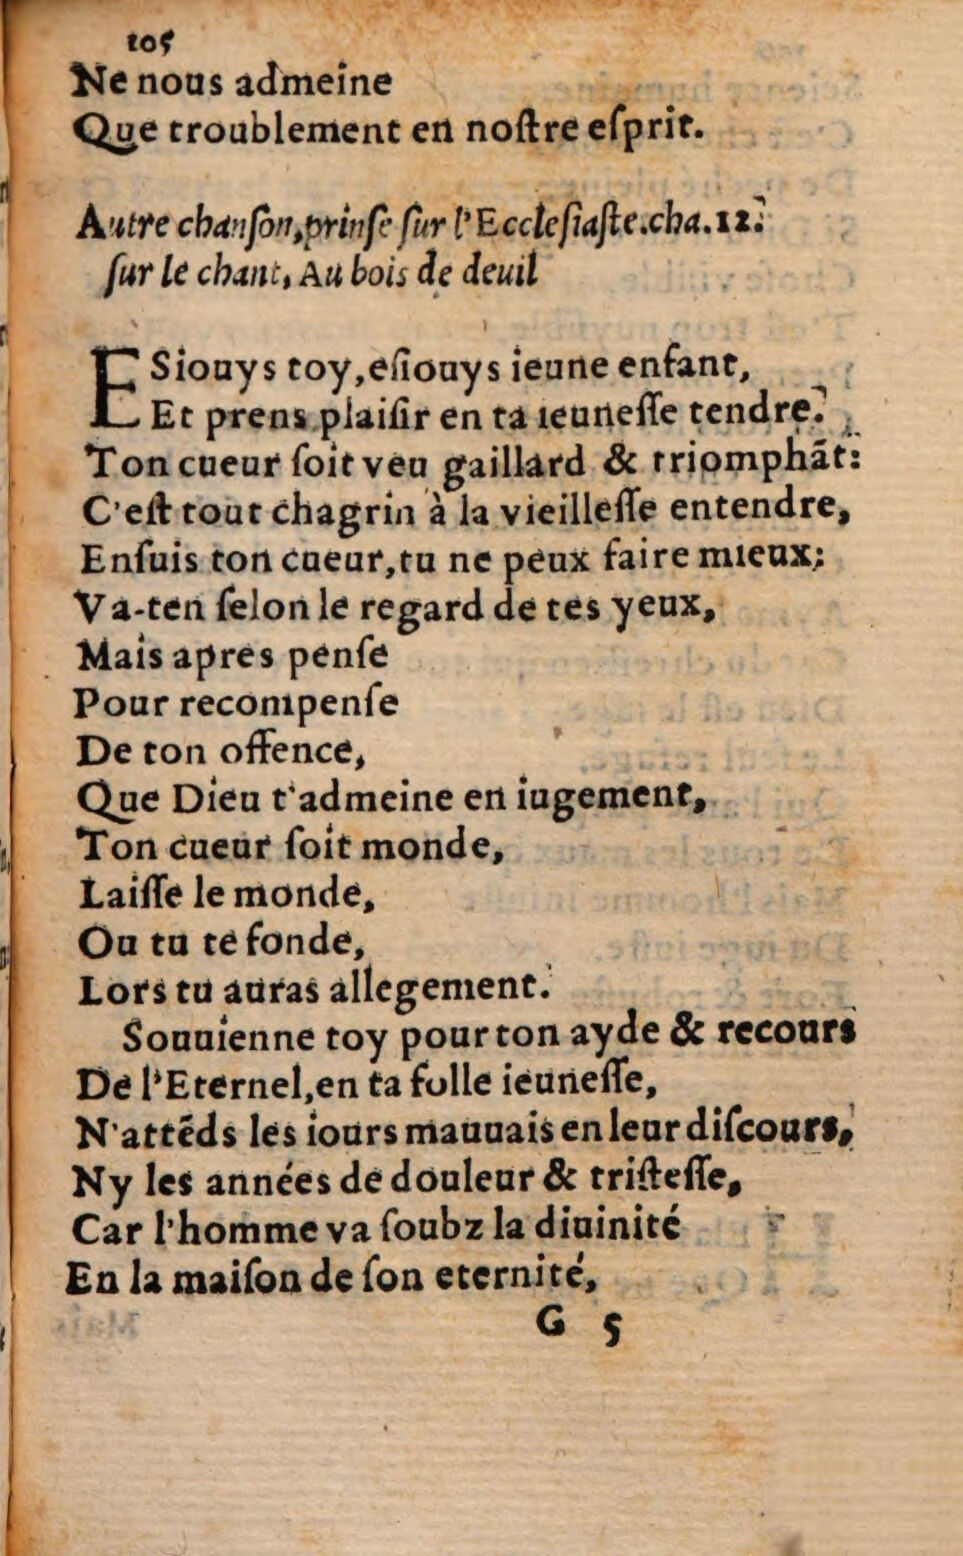 105
Ne nous admeine
Que troublement en noſtre eſprit.
Autre chanſon, prinſe ſur l'Eccleſiaſte.cha.12.
ſur le chant, Au bois de deuil
ESiouys toy, eſiouys ieune enfant,
Et prens plaiſir en ta ieuneſſe tendre.
Ton cueur ſoit veu gaillard & triomphāt:
C'eſt tout chagrin à la vieilleſſe entendre,
Enſuis ton cueur, tu ne peux faire mieux;
Va-ten ſelon le regard de tes yeux,
Mais apres penſe
Pour recompenſe
De ton offence,
Que Dieu t'admeine en iugement,
Ton cueur ſoit monde,
Laiſſe le monde,
Ou tu te fonde,
Lors tu auras allegement.
Souuienne toy pour ton ayde & recours
De l'Eternel, en ta folle ieuneſſe,
N'attēds les iours mauuais en leur diſcours,
Ny les années de douleur & triſteſſe,
Car l'homme va ſoubz la diuinité
En la maiſon de ſon eternité,
G 5